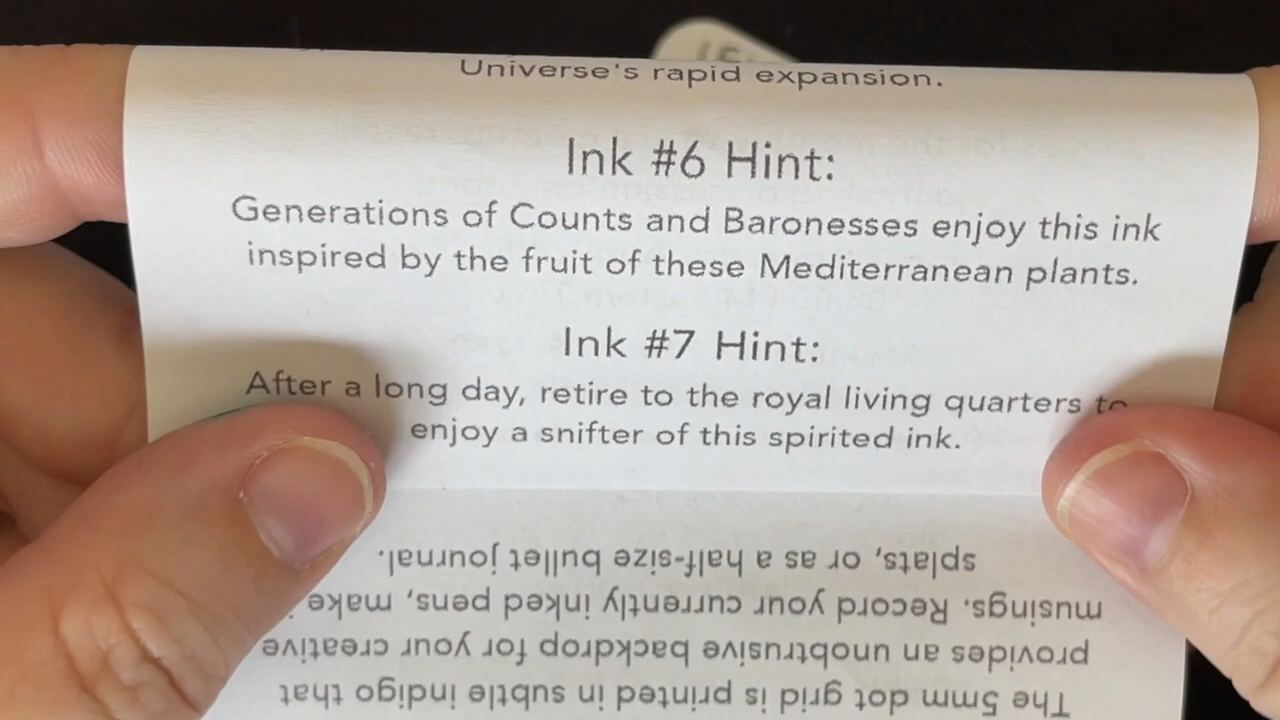 Universe's rapid expansion.
Ink #6 Hint:
Generations of Counts and Baronesses enjoy this ink
inspired by the fruit of these Mediterranean plants.
Ink #7 Hint:
After a long day, retire to the royal living quarters to
enjoy a snifter of this spirited ink.
The 5mm dot grid is printed in subtle indigo that
provides an unobtrusive backdrop for your creative
musings. Record your currently inked pens, make
splats, or as a half-size bullet journal.